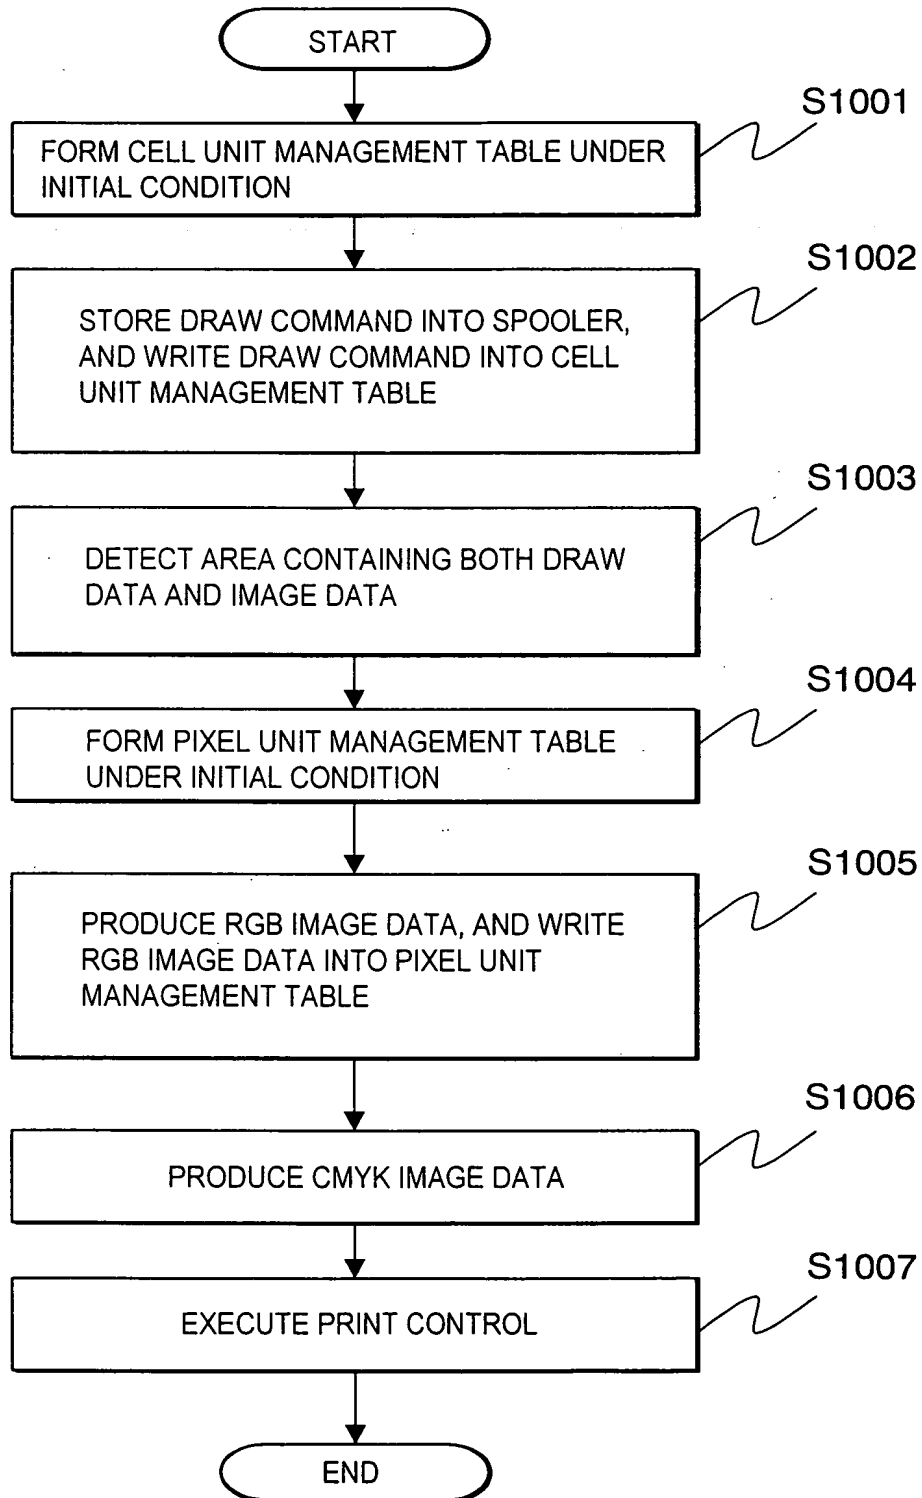 START
S1001
FORM CELL UNIT MANAGEMENT TABLE UNDER
INITIAL CONDITION
S1002
STORE DRAW COMMAND INTO SPOOLER,
AND WRITE DRAW COMMAND INTO CELL
UNIT MANAGEMENT TABLE
S1003
DETECT AREA CONTAINING BOTH DRAW
DATA AND IMAGE DATA
S1004
FORM PIXEL UNIT MANAGEMENT TABLE
UNDER INITIAL CONDITION
S1005
PRODUCE RGB IMAGE DATA, AND WRITE
RGB IMAGE DATA INTO PIXEL UNIT
MANAGEMENT TABLE
S1006
PRODUCE CMYK IMAGE DATA
S1007
EXECUTE PRINT CONTROL
END